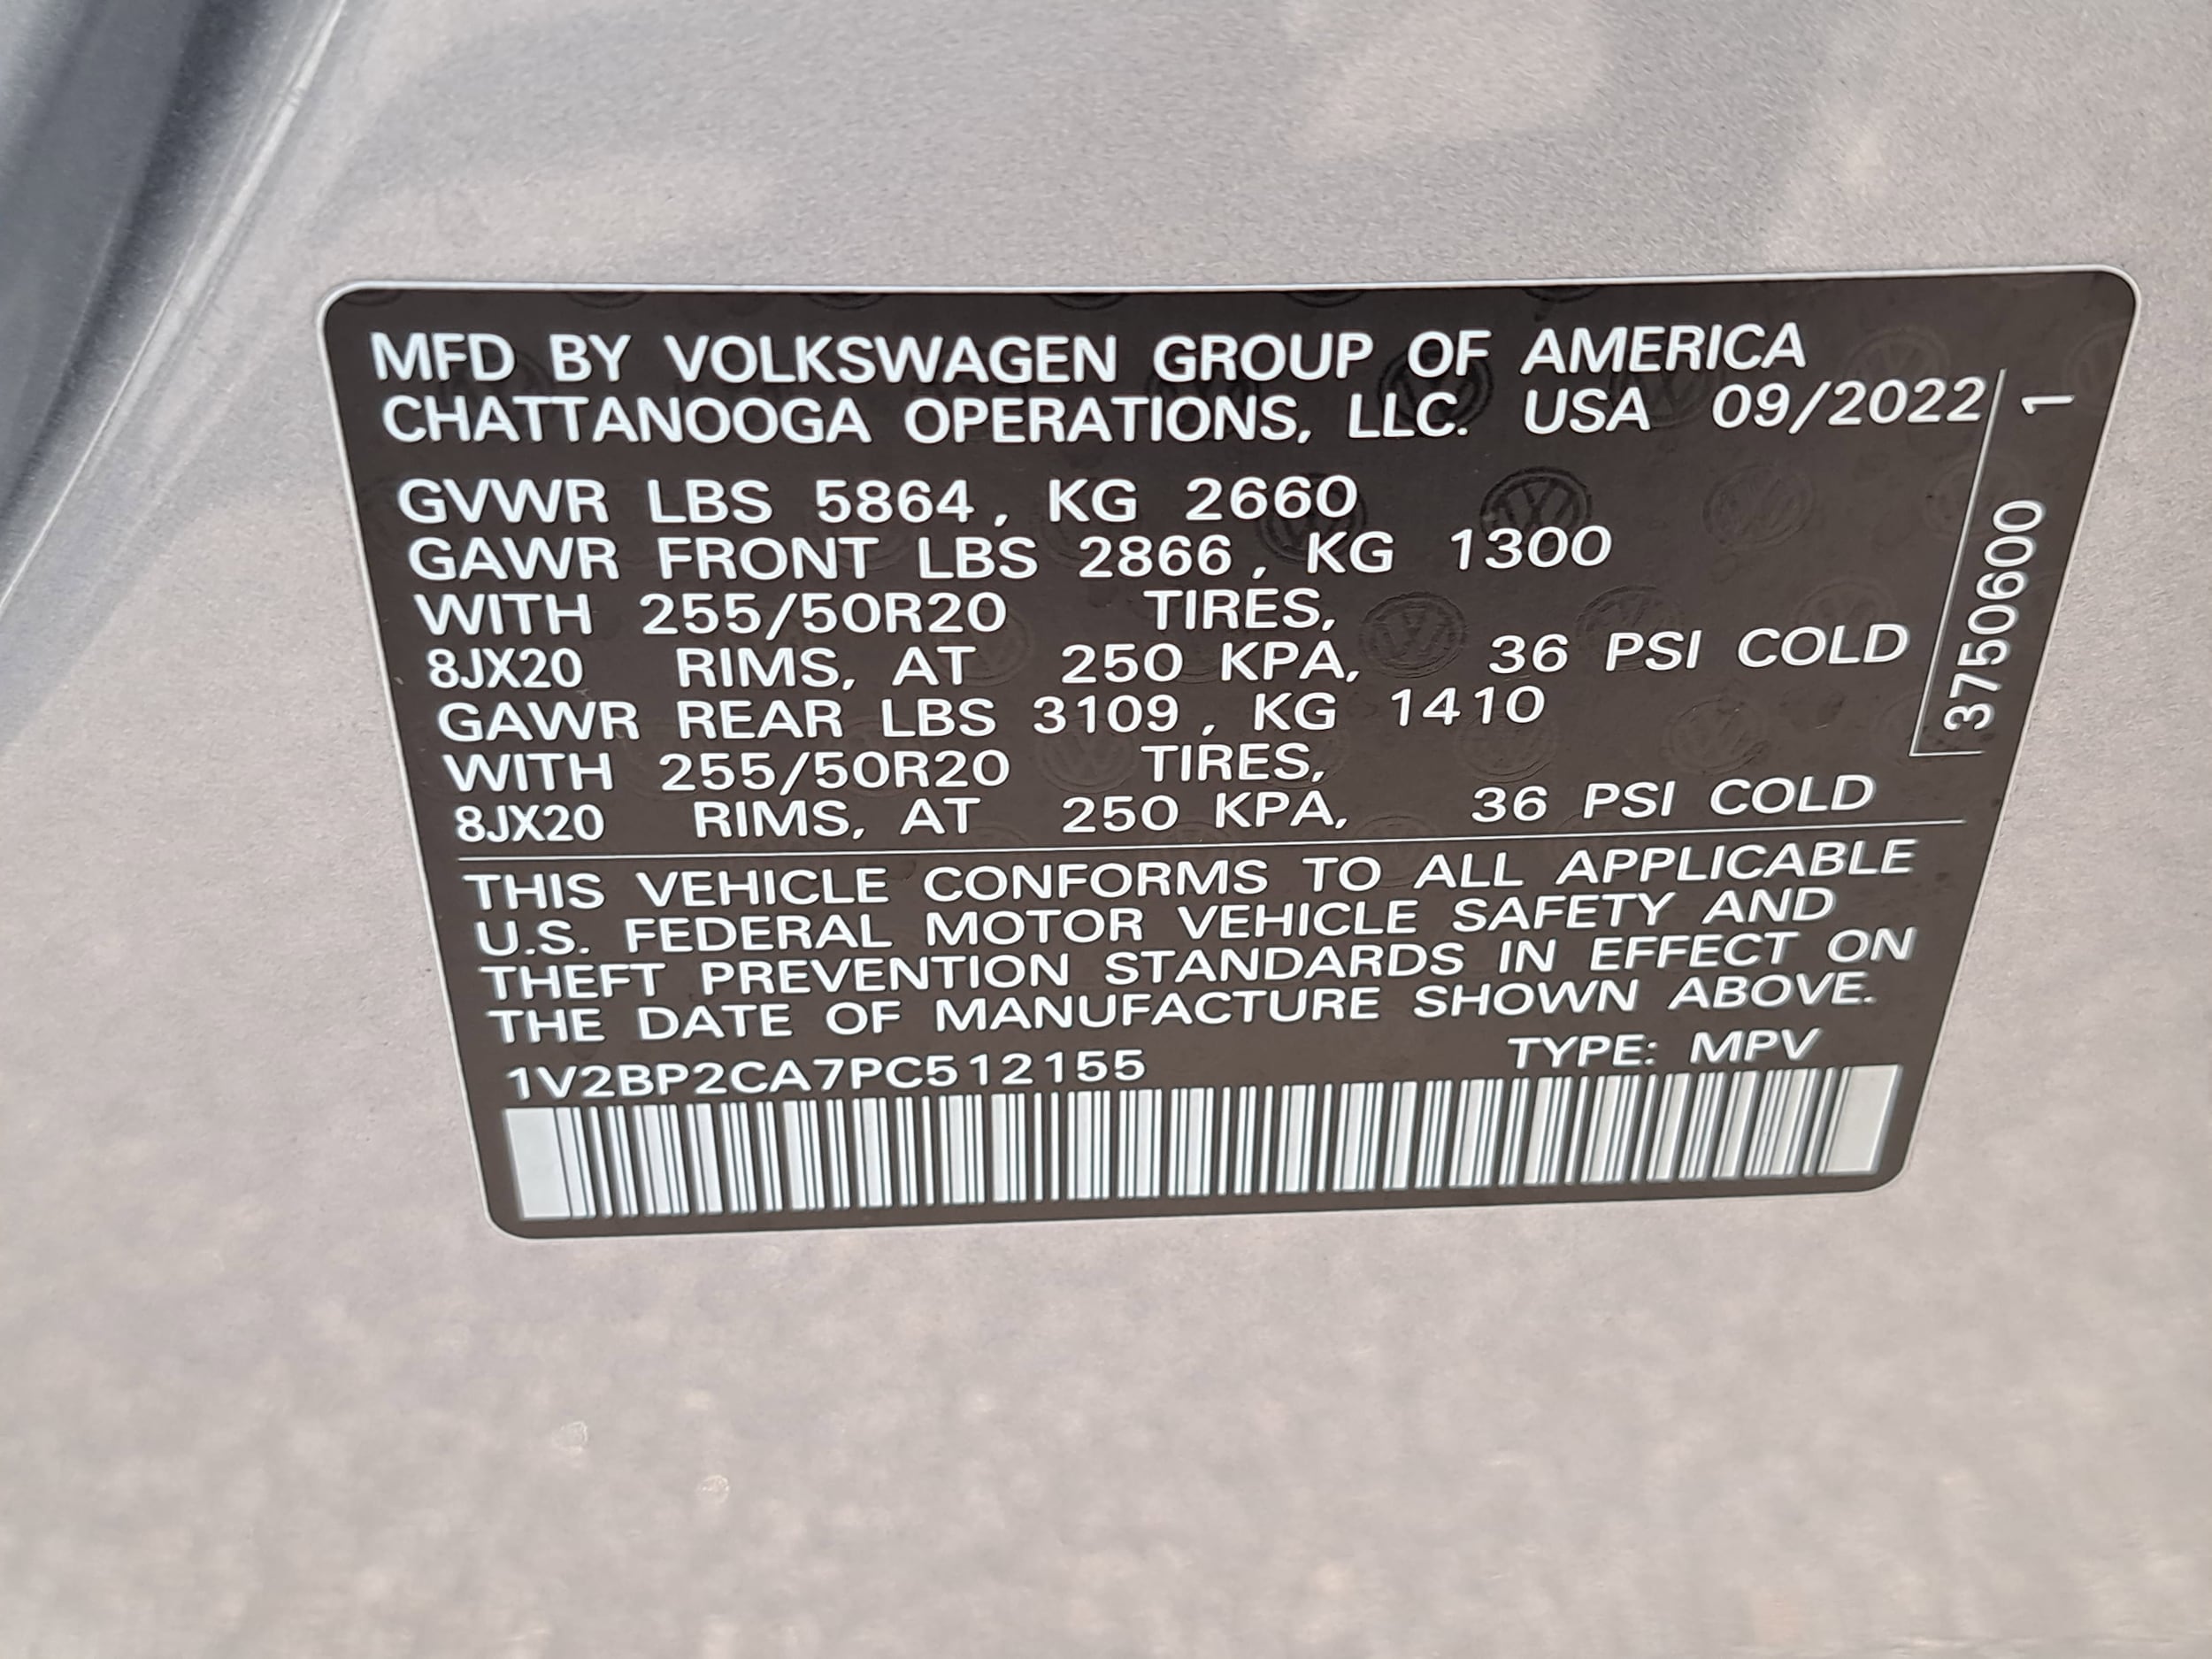 MFD BY VOLKSWAGEN GROUP OF AMERICA
CHATTANOOGA OPERATIONS, LLC. USA 09/2022
GVWR LBS 5864, KG 2660
GAWR FRONT LBS 2866, KG 1300
WITH 255/50R20 TIRES,
8JX20 RIMS, AT 250 KPA, 36 PSI COLD
GAWR REAR LBS 3109, KG 1410
WITH 255/50R20 TIRES,
8JX20 RIMS, AT 250 KPA, 36 PSI COLD
THIS VEHICLE CONFORMS TO ALL APPLICABLE
U.S. FEDERAL MOTOR VEHICLE SAFETY AND
THEFT PREVENTION STANDARDS IN EFFECT ON
THE DATE OF MANUFACTURE SHOWN ABOVE.
1V2BP2CA7PC512155 TYPE: MPV
3750600 1